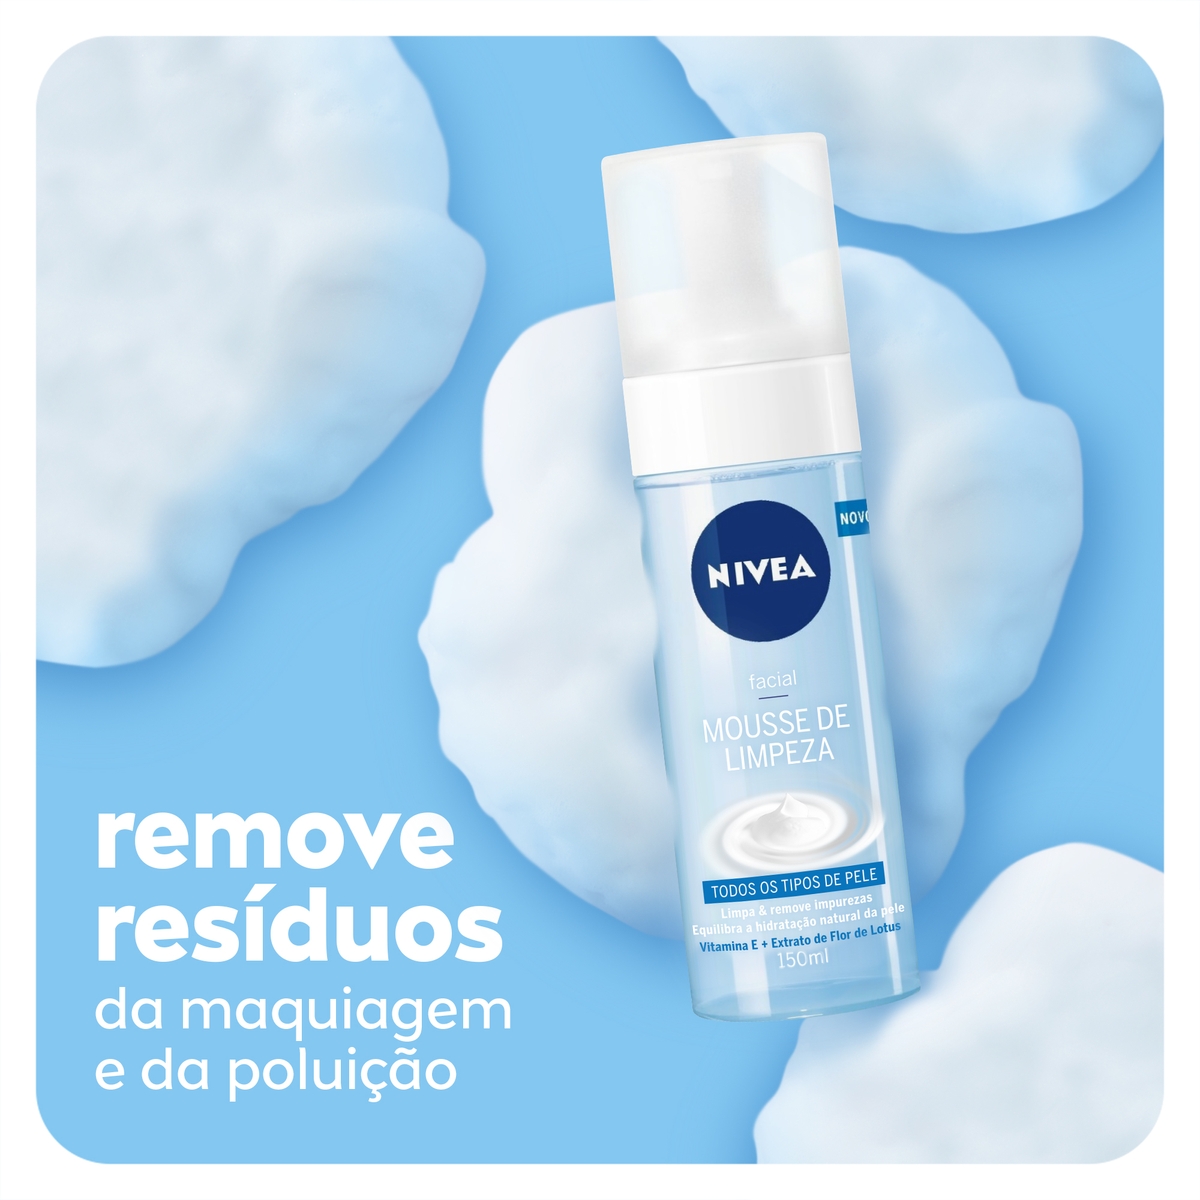 NOVO
NIVEA
facial
MOUSSE DE
LIMPEZA
TODOS OS TIPOS DE PELE
Limpa & remove impurezas
Equilibra a hidratação natural da pele
Vitamina E + Extrato de Flor de Lotus
150ml
remove
resíduos
da maquiagem
e da poluição